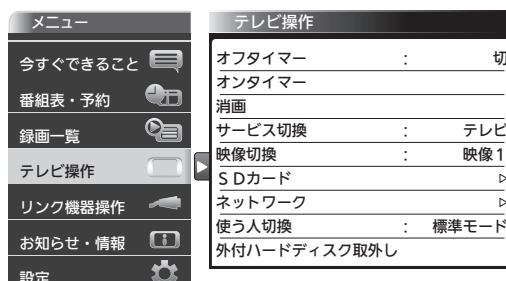 メニュー
今すぐできること
番組表・予約
録画一覧
テレビ操作
リンク機器操作
お知らせ・情報
設定
テレビ操作
オフタイマー : 切
オンタイマー
消画
サービス切換 : テレビ
映像切換 : 映像1
SDカード
ネットワーク
使う人切換 : 標準モード
外付ハードディスク取外し